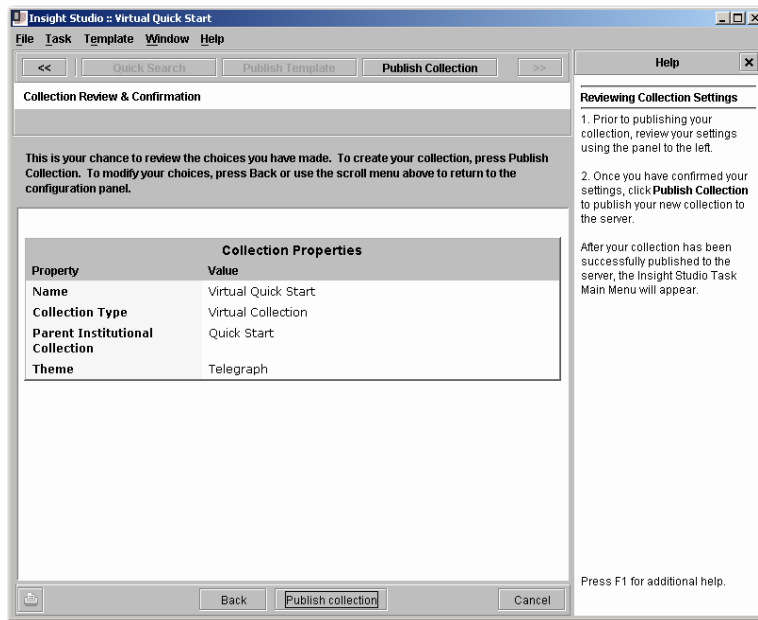 Insight Studio :: Virtual Quick Start
File Task Template Window Help
<< Quick Search Publish Template Publish Collection >>
Collection Review & Confirmation
This is your chance to review the choices you have made. To create your collection, press Publish
Collection. To modify your choices, press Back or use the scroll menu above to return to the
configuration panel.
Collection Properties
Property Value
Name Virtual Quick Start
Collection Type Virtual Collection
Parent Institutional Quick Start
Collection
Theme Telegraph
Back Publish collection Cancel
Help
Reviewing Collection Settings
1. Prior to publishing your
collection, review your settings
using the panel to the left.
2. Once you have confirmed your
settings, click Publish Collection
to publish your new collection to
the server.
After your collection has been
successfully published to the
server, the Insight Studio Task
Main Menu will appear.
Press F1 for additional help.